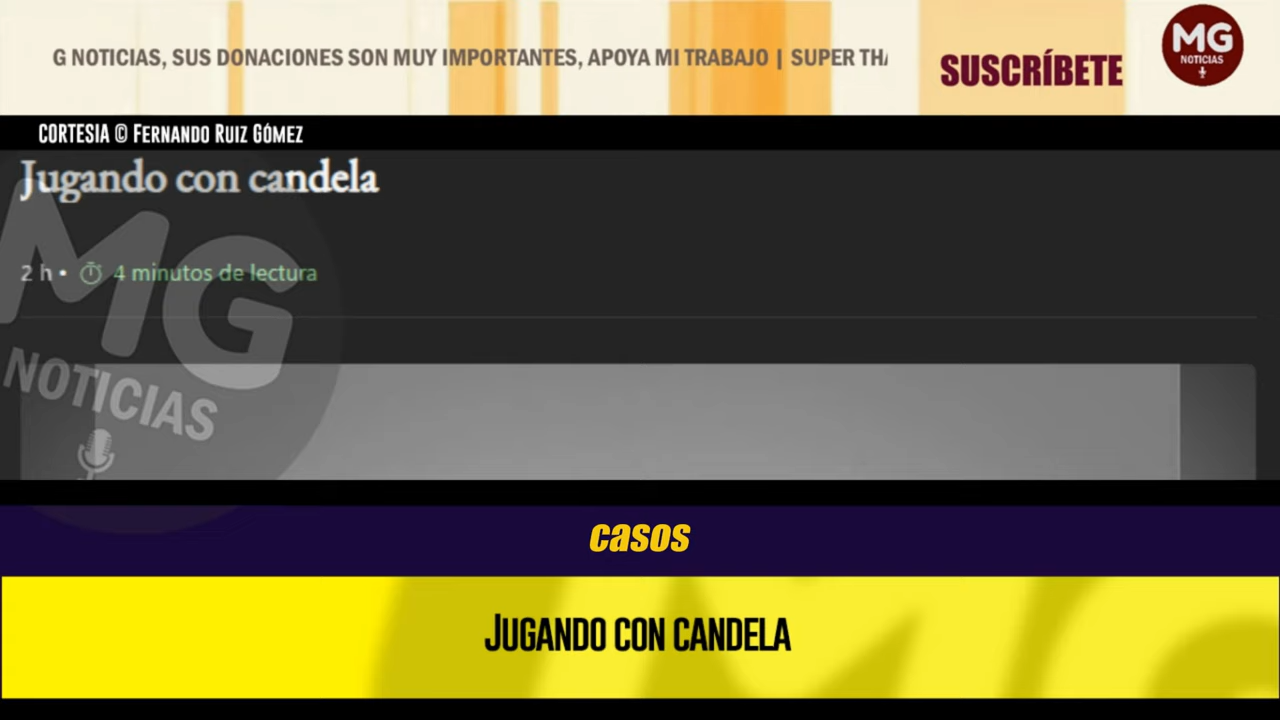 G NOTICIAS, SUS DONACIONES SON MUY IMPORTANTES, APOYA MI TRABAJO | SUPER
SUSCRÍBETE
MG
NOTICIAS
CORTESIA © FERNANDO RUIZ GÓMEZ
Jugando con candela
2 h • 4 minutos de lectura
MG
NOTICIAS
casos
JUGANDO CON CANDELA